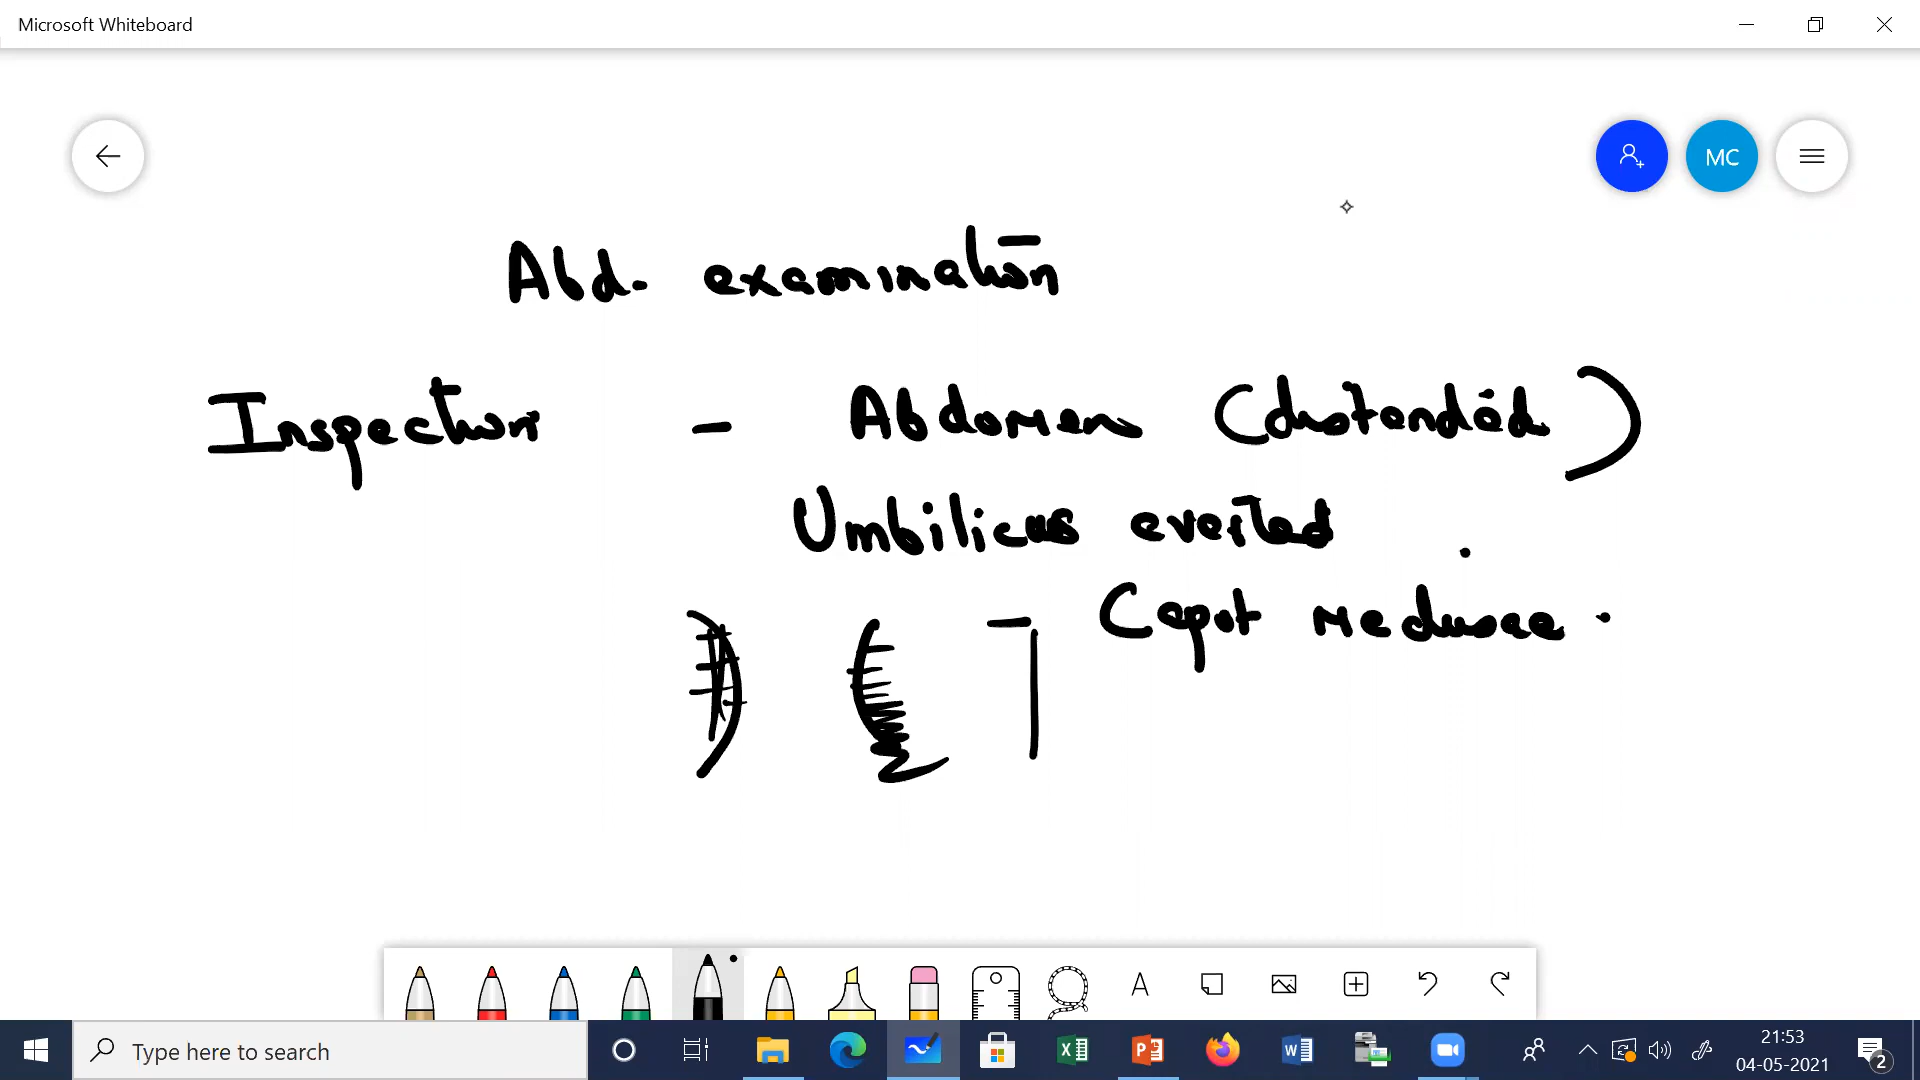 Microsoft Whiteboard
MC
Abd. examination
Inspection - Abdomen (distended)
Umbilicus everted
- Caput Medusae.
A
Type here to search
21:53
04-05-2021
2